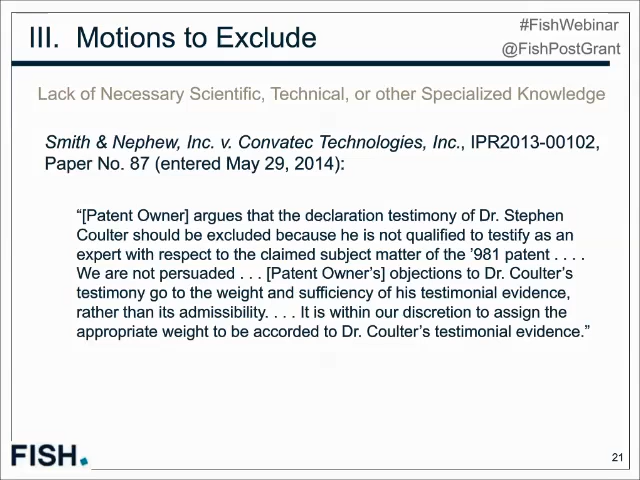 III. Motions to Exclude
#FishWebinar
@FishPostGrant
Lack of Necessary Scientific, Technical, or other Specialized Knowledge
Smith & Nephew, Inc. v. Convatec Technologies, Inc., IPR2013-00102,
Paper No. 87 (entered May 29, 2014):
“[Patent Owner] argues that the declaration testimony of Dr. Stephen
Coulter should be excluded because he is not qualified to testify as an
expert with respect to the claimed subject matter of the ’981 patent . . . .
We are not persuaded . . . [Patent Owner’s] objections to Dr. Coulter’s
testimony go to the weight and sufficiency of his testimonial evidence,
rather than its admissibility. . . . It is within our discretion to assign the
appropriate weight to be accorded to Dr. Coulter’s testimonial evidence.”
FISH.
21